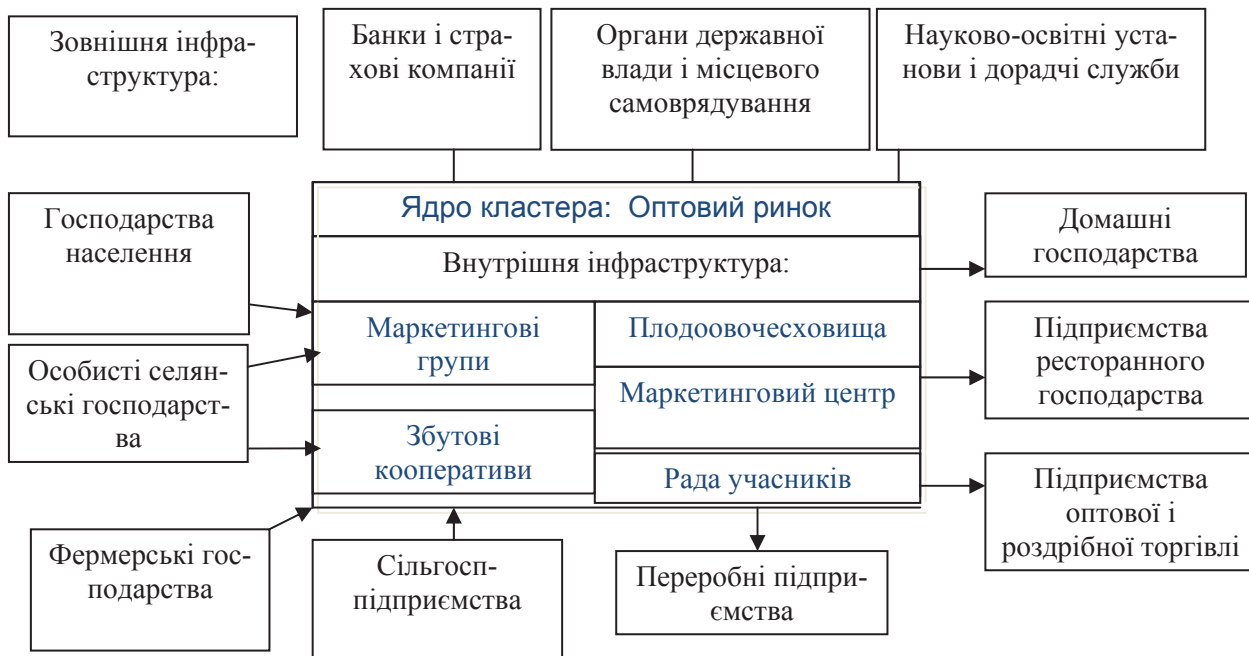 Зовнішня інфра-
структура:
Банки і стра-
хові компанії
Органи державної
влади і місцевого
самоврядування
Науково-освітні уста-
нови і дорадчі служби
Ядро кластера: Оптовий ринок
Внутрішня інфраструктура:
Господарства
населення
Особисті селян-
ські господарст-
ва
Фермерські гос-
подарства
Маркетингові
групи
Збутові
кооперативи
Плодоовочесховища
Маркетинговий центр
Рада учасників
Домашні
господарства
Підприємства
ресторанного
господарства
Підприємства
оптової і
роздрібної торгівлі
Сільгосп-
підприємства
Переробні підпри-
ємства